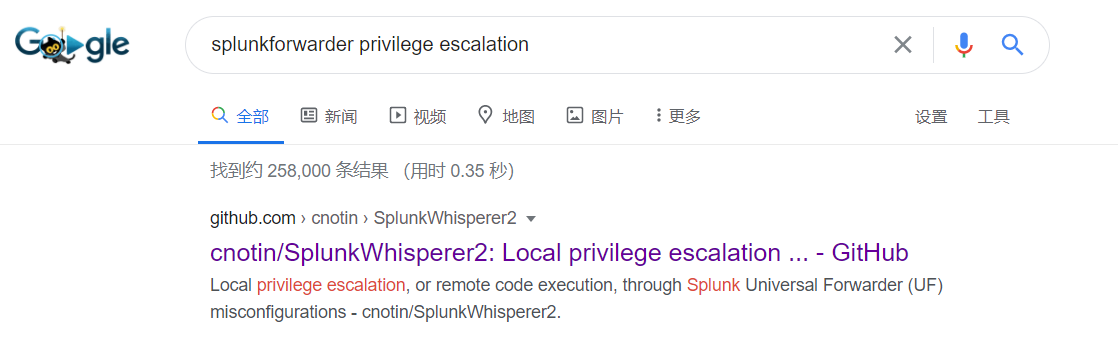 Google
splunkforwarder privilege escalation
全部 新闻 视频 地图 图片 更多 设置 工具
找到约 258,000 条结果 （用时 0.35 秒）
github.com › cnotin › SplunkWhisperer2
cnotin/SplunkWhisperer2: Local privilege escalation ... - GitHub
Local privilege escalation, or remote code execution, through Splunk Universal Forwarder (UF)
misconfigurations - cnotin/SplunkWhisperer2.